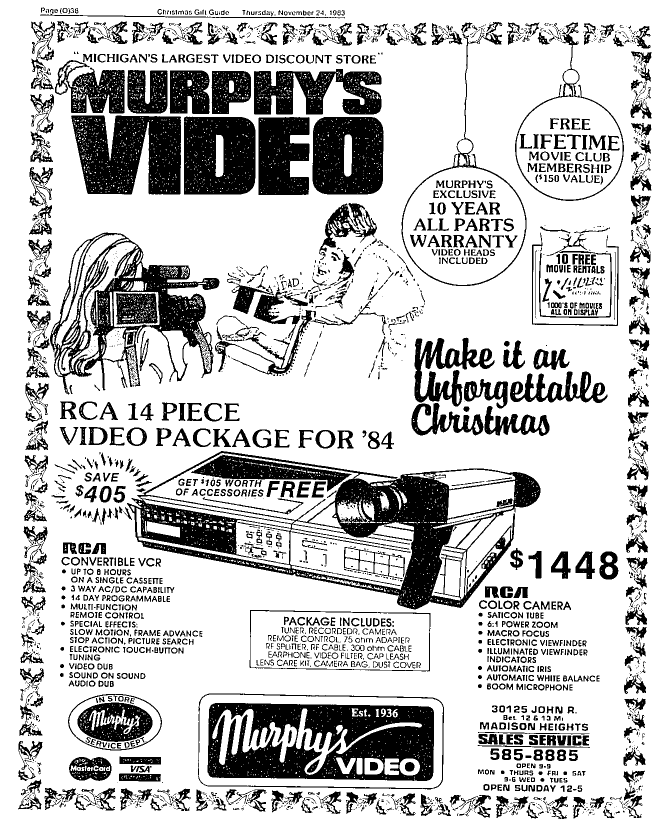 Page (O)36 Christmas Gift Guide Thursday, November 24, 1983
"MICHIGAN'S LARGEST VIDEO DISCOUNT STORE"
MURPHY'S
VIDEO
FREE
LIFETIME
MOVIE CLUB
MEMBERSHIP
($150 VALUE)
MURPHY'S
EXCLUSIVE
10 YEAR
ALL PARTS
WARRANTY
VIDEO HEADS
INCLUDED
10 FREE
MOVIE RENTALS
RAIDERS
1000'S OF MOVIES
ALL ON DISPLAY
DAD
Make it an
Unforgettable
Christmas
RCA 14 PIECE
VIDEO PACKAGE FOR '84
SAVE
$405
GET $105 WORTH
OF ACCESSORIES FREE
$1448
RCA
CONVERTIBLE VCR
• UP TO 8 HOURS
ON A SINGLE CASSETTE
• 3 WAY AC/DC CAPABILITY
• 14 DAY PROGRAMMABLE
• MULTI-FUNCTION
REMOTE CONTROL
• SPECIAL EFFECTS:
SLOW MOTION, FRAME ADVANCE
STOP ACTION, PICTURE SEARCH
• ELECTRONIC TOUCH-BUTTON
TUNING
• VIDEO DUB
• SOUND ON SOUND
AUDIO DUB
PACKAGE INCLUDES:
TUNER, RECORDEDR, CAMERA
REMOTE CONTROL, 75 ohm ADAPTER
RF SPLITER, RF CABLE, 300 ohm CABLE
EARPHONE, VIDEO FILTER, CAP LEASH
LENS CARE KIT, CAMERA BAG, DUST COVER
RCA
COLOR CAMERA
• SATICON TUBE
• 6:1 POWER ZOOM
• MACRO FOCUS
• ELECTRONIC VIEWFINDER
• ILLUMINATED VIEWFINDER
INDICATORS
• AUTOMATIC IRIS
• AUTOMATIC WHITE BALANCE
• BOOM MICROPHONE
IN STORE
Murphy's
SERVICE DEPT
MasterCard VISA
Est. 1936
Murphy's
VIDEO
30125 JOHN R.
Bet. 12 & 13 Mi
MADISON HEIGHTS
SALES SERVICE
585-8885
OPEN 9-9
MON • THURS • FRI • SAT
9-6 WED • TUES
OPEN SUNDAY 12-5